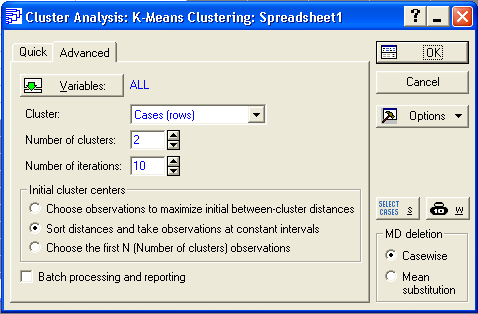 Cluster Analysis: K-Means Clustering: Spreadsheet1
?
Quick
Advanced
OK
Variables:
ALL
Cancel
Cluster:
Cases (rows)
Options
Number of clusters:
2
Number of iterations:
10
Initial cluster centers
Choose observations to maximize initial between-cluster distances
Sort distances and take observations at constant intervals
Choose the first N (Number of clusters) observations
SELECT
CASES
S
W
MD deletion
Casewise
Mean
substitution
Batch processing and reporting